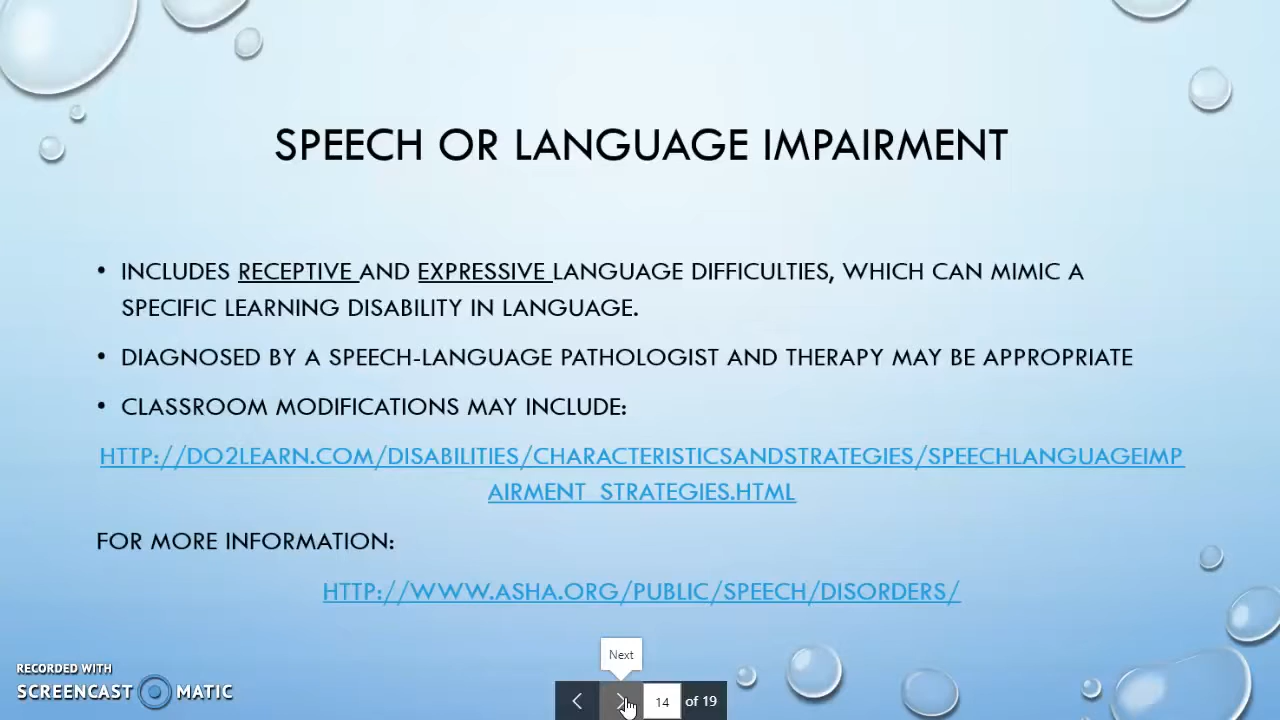 SPEECH OR LANGUAGE IMPAIRMENT
• INCLUDES RECEPTIVE AND EXPRESSIVE LANGUAGE DIFFICULTIES, WHICH CAN MIMIC A
SPECIFIC LEARNING DISABILITY IN LANGUAGE.
• DIAGNOSED BY A SPEECH-LANGUAGE PATHOLOGIST AND THERAPY MAY BE APPROPRIATE
• CLASSROOM MODIFICATIONS MAY INCLUDE:
HTTP://DO2LEARN.COM/DISABILITIES/CHARACTERISTICSANDSTRATEGIES/SPEECHLANGUAGEIMP
AIRMENT_STRATEGIES.HTML
FOR MORE INFORMATION:
HTTP://WWW.ASHA.ORG/PUBLIC/SPEECH/DISORDERS/
Next
RECORDED WITH
SCREENCAST MATIC
14 of 19